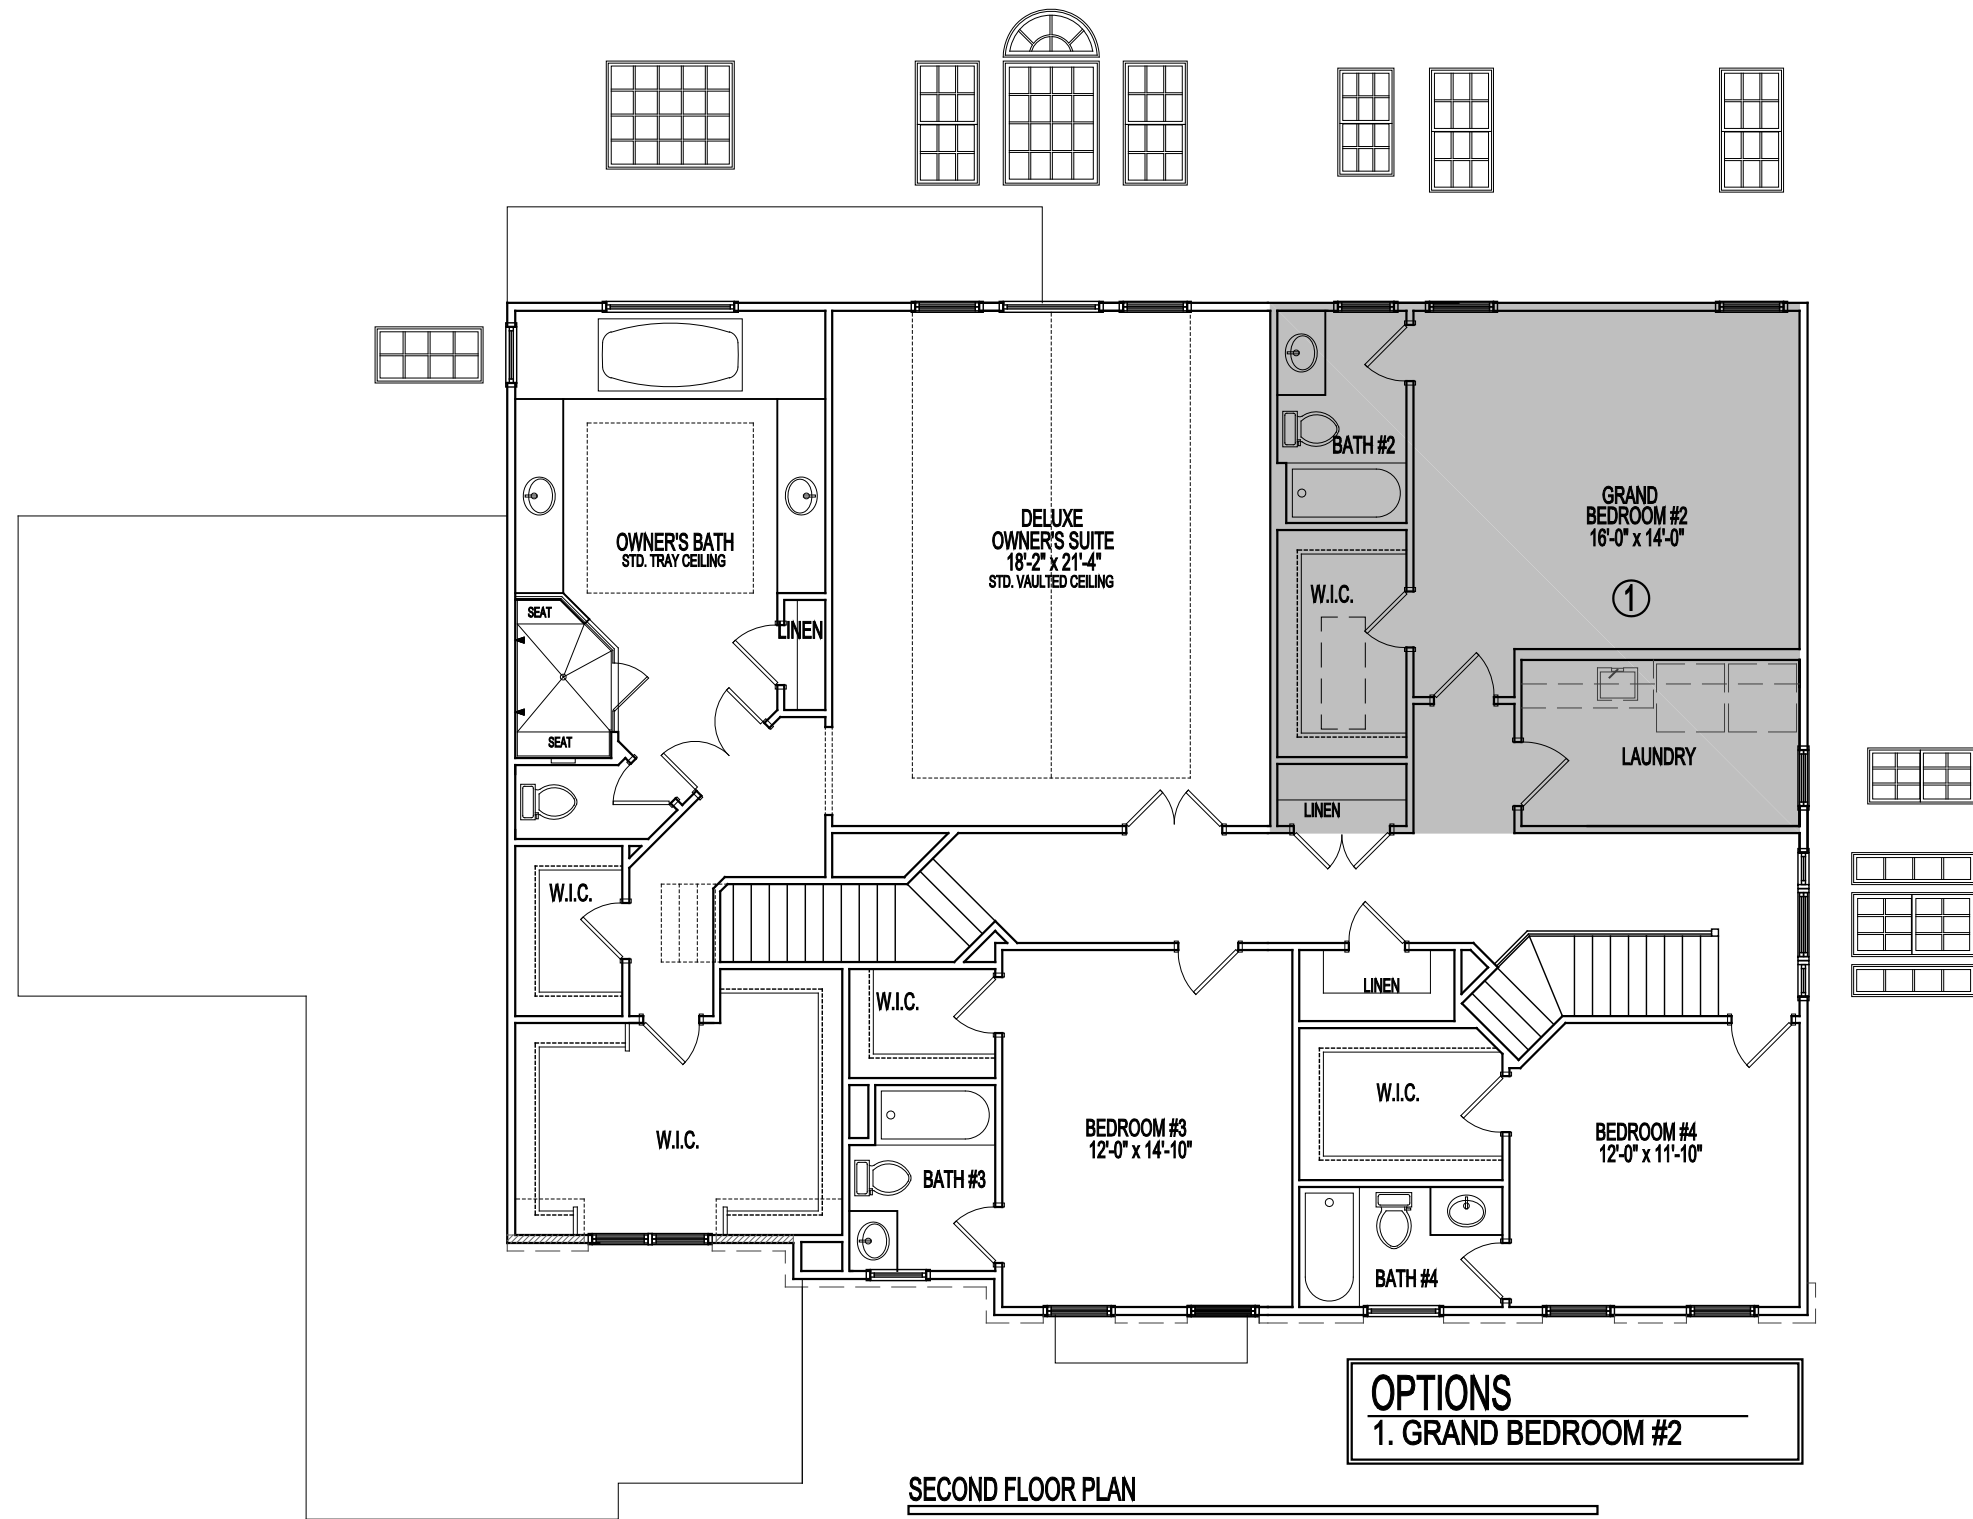 BATH #2
GRAND
BEDROOM #2
16'-0" x 14'-0"
1
DELUXE
OWNER'S SUITE
18'-2" x 21'-4"
STD. VAULTED CEILING
OWNER'S BATH
STD. TRAY CEILING
W.I.C.
SEAT
LINEN
SEAT
LAUNDRY
LINEN
W.I.C.
W.I.C.
LINEN
W.I.C.
W.I.C.
BEDROOM #3
12'-0" x 14'-10"
BEDROOM #4
12'-0" x 11'-10"
BATH #3
BATH #4
OPTIONS
1. GRAND BEDROOM #2
SECOND FLOOR PLAN